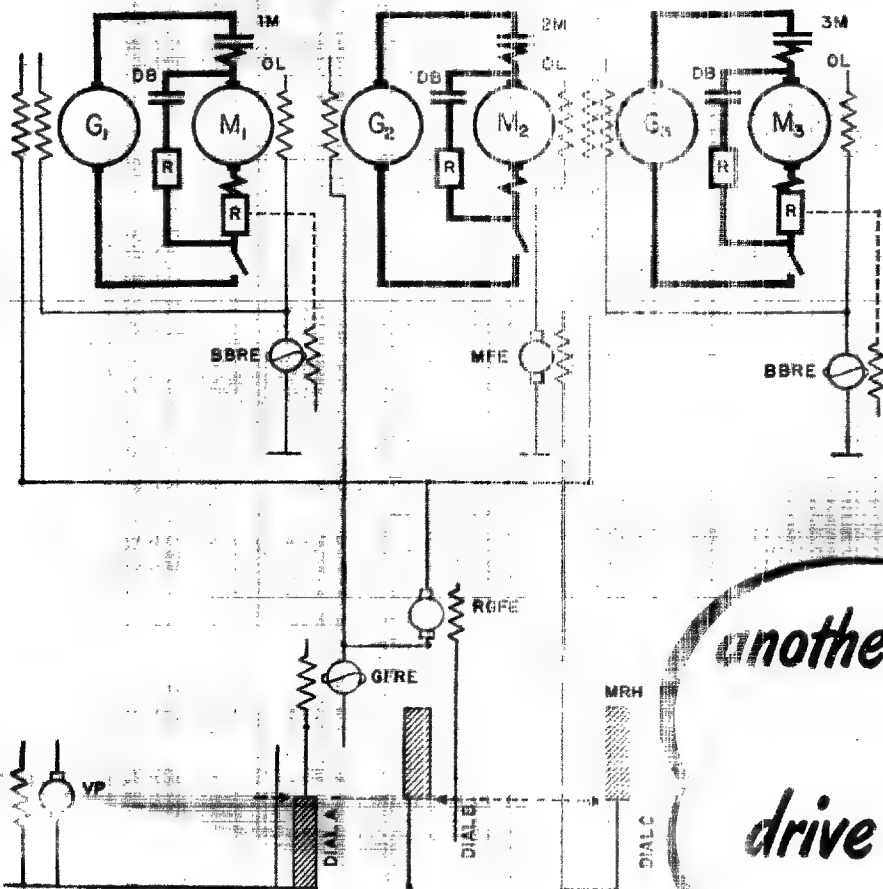 1M
2M
3M
DB
OL
DB
OL
DB
OL
G1
M1
G2
M2
G3
M3
R
R
R
R
R
BBRE
MFE
BBRE
RGFE
GFRE
MRH
VP
DIAL A
DIAL B
DIAL C
anothe
drive